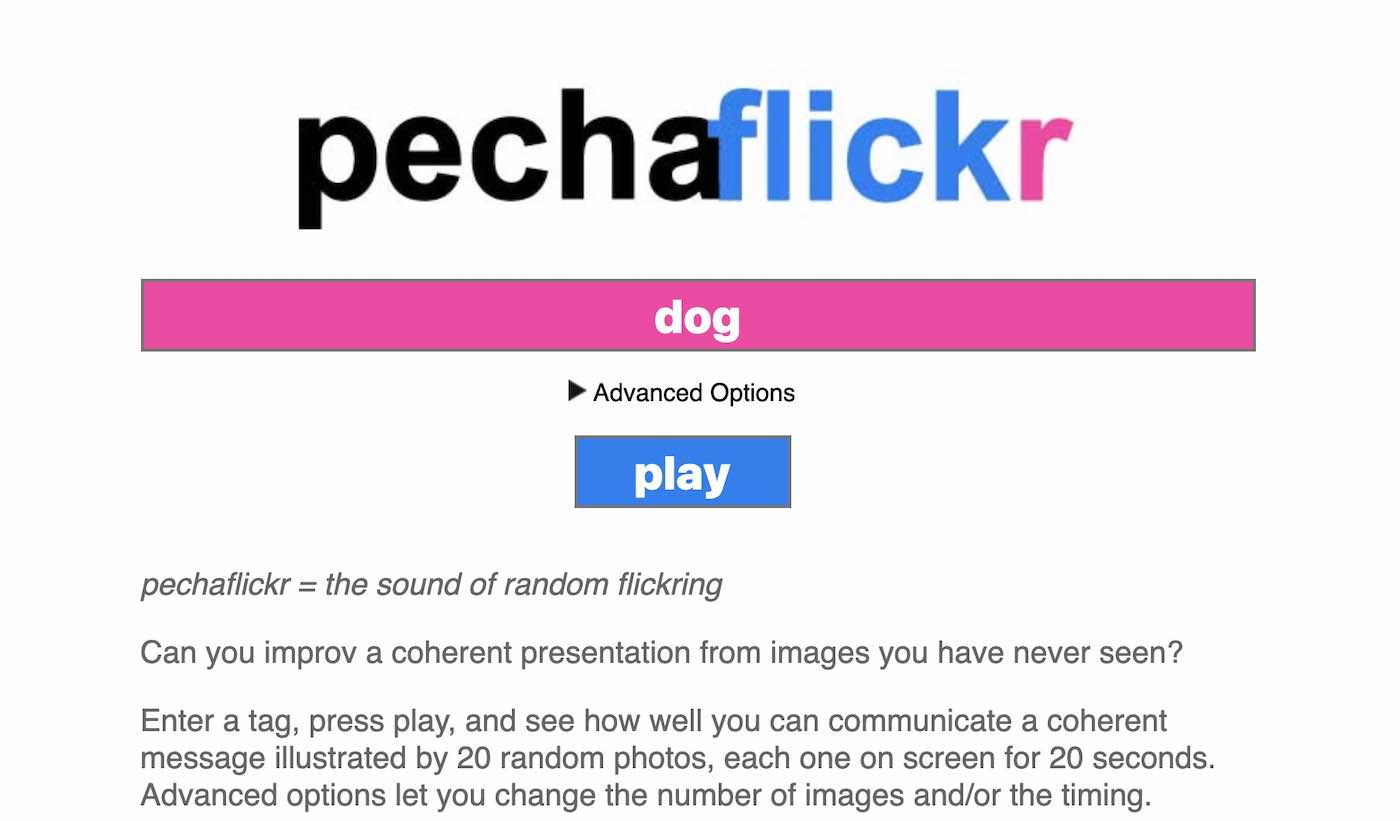 pechaflickr
dog
▶ Advanced Options
play
pechaflickr = the sound of random flickring
Can you improv a coherent presentation from images you have never seen?
Enter a tag, press play, and see how well you can communicate a coherent
message illustrated by 20 random photos, each one on screen for 20 seconds.
Advanced options let you change the number of images and/or the timing.